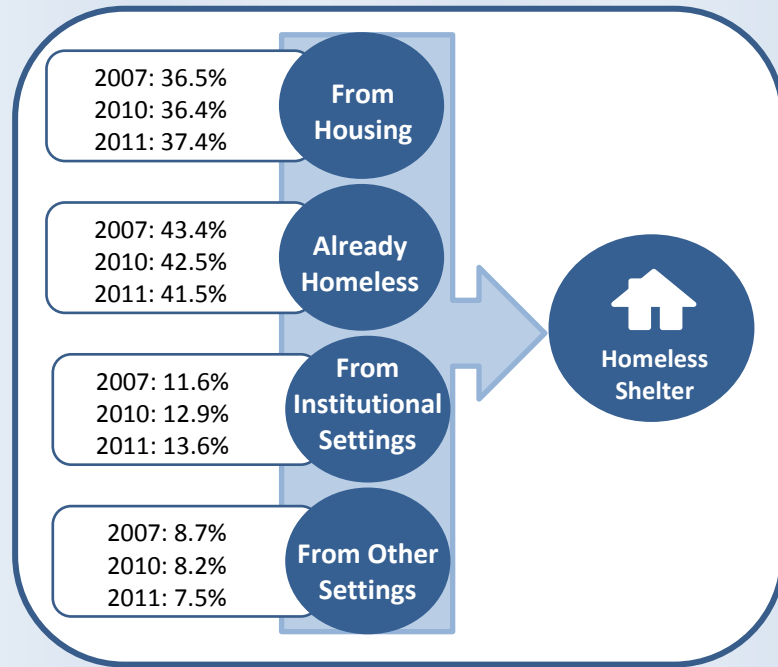 2007: 36.5%
2010: 36.4%
2011: 37.4%
From
Housing
2007: 43.4%
2010: 42.5%
2011: 41.5%
Already
Homeless
2007: 11.6%
2010: 12.9%
2011: 13.6%
From
Institutional
Settings
2007: 8.7%
2010: 8.2%
2011: 7.5%
From Other
Settings
Homeless
Shelter